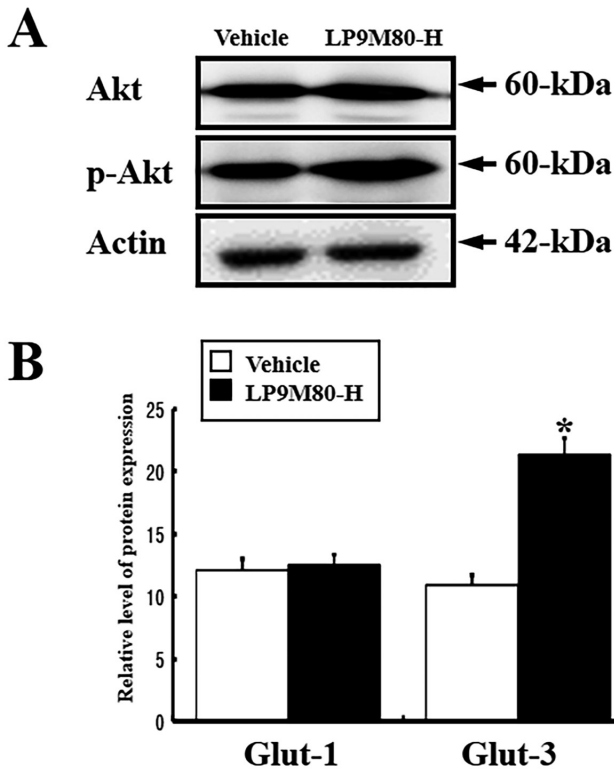 A
Vehicle LP9M80-H
Akt 60-kDa
p-Akt 60-kDa
Actin 42-kDa
B
Vehicle
LP9M80-H
Relative level of protein expression
25
20
15
10
5
0
*
Glut-1 Glut-3